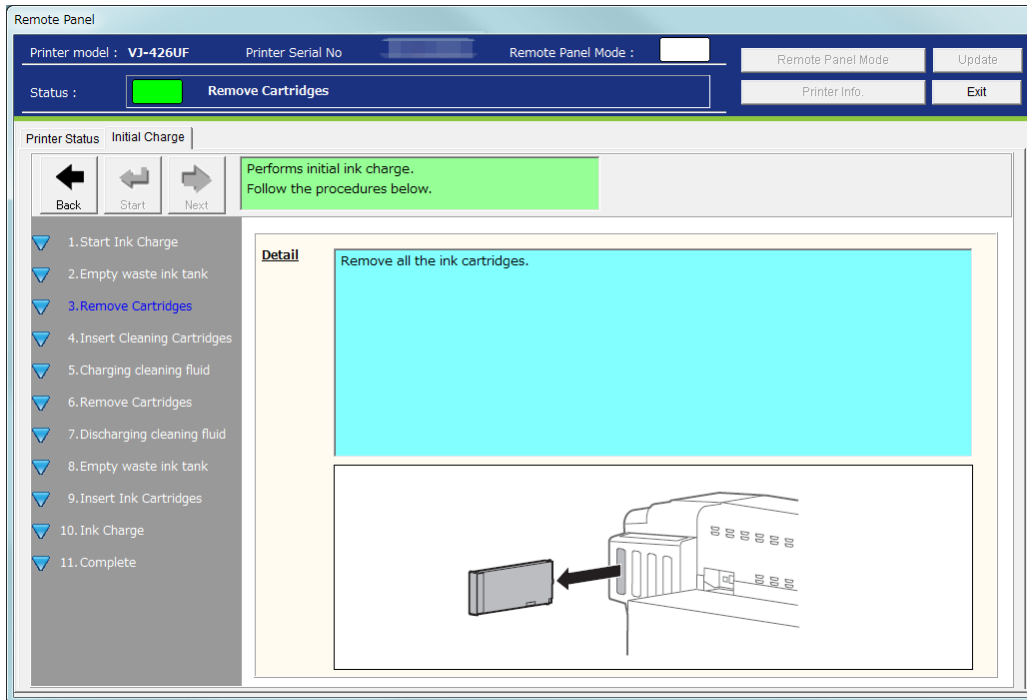 Remote Panel
Printer model : VJ-426UF Printer Serial No Remote Panel Mode :
Remote Panel Mode Update
Status : Remove Cartridges
Printer Info. Exit
Printer Status Initial Charge
Back Start Next
Performs initial ink charge.
Follow the procedures below.
1.Start Ink Charge
2.Empty waste ink tank
3.Remove Cartridges
4.Insert Cleaning Cartridges
5.Charging cleaning fluid
6.Remove Cartridges
7.Discharging cleaning fluid
8.Empty waste ink tank
9.Insert Ink Cartridges
10.Ink Charge
11.Complete
Detail
Remove all the ink cartridges.